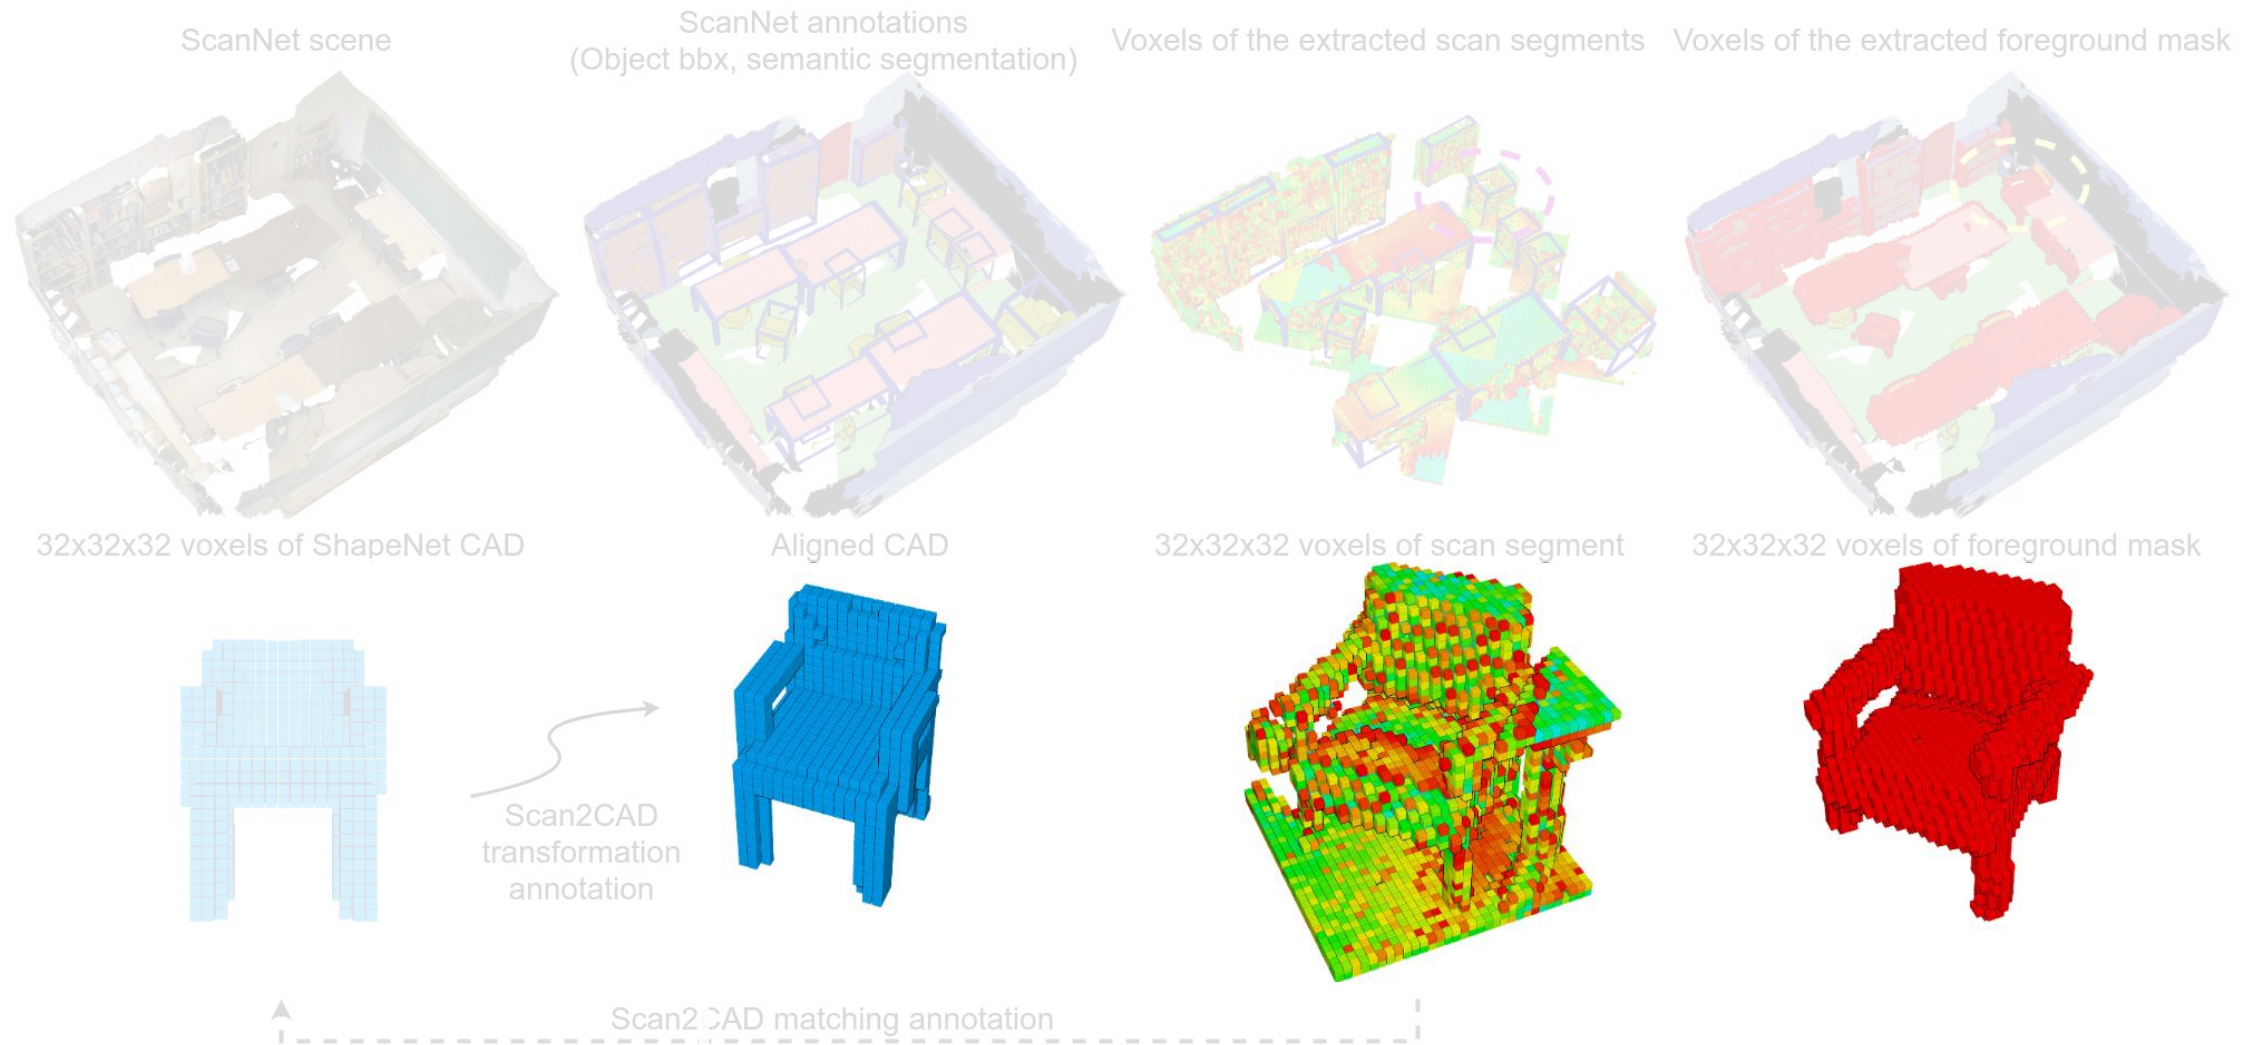 ScanNet scene
ScanNet annotations
(Object bbx, semantic segmentation)
Voxels of the extracted scan segments
Voxels of the extracted foreground mask
32x32x32 voxels of ShapeNet CAD
Aligned CAD
32x32x32 voxels of scan segment
32x32x32 voxels of foreground mask
Scan2CAD
transformation
annotation
Scan2CAD matching annotation